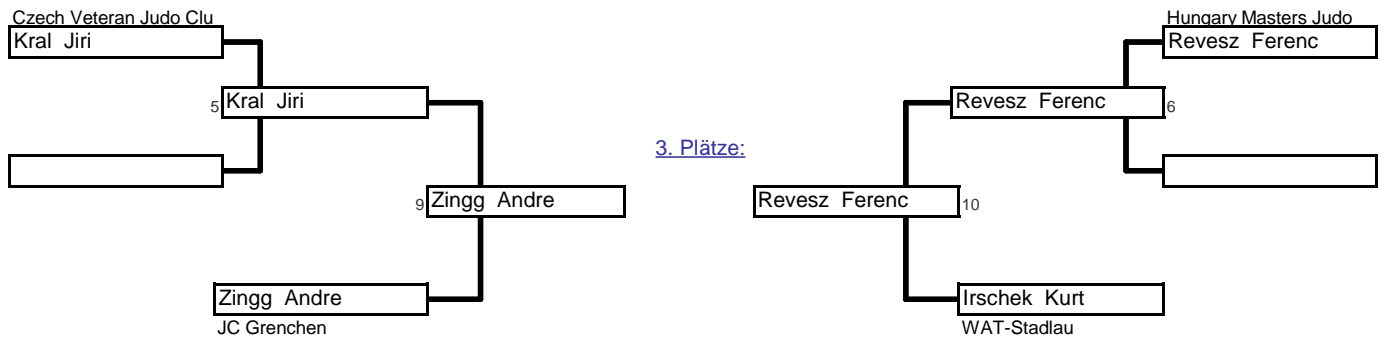 Czech Veteran Judo Clu
Hungary Masters Judo
Kral Jiri
Revesz Ferenc
5 Kral Jiri
Revesz Ferenc 6
3. Plätze:
9 Zingg Andre
Revesz Ferenc 10
Zingg Andre
Irschek Kurt
JC Grenchen
WAT-Stadlau